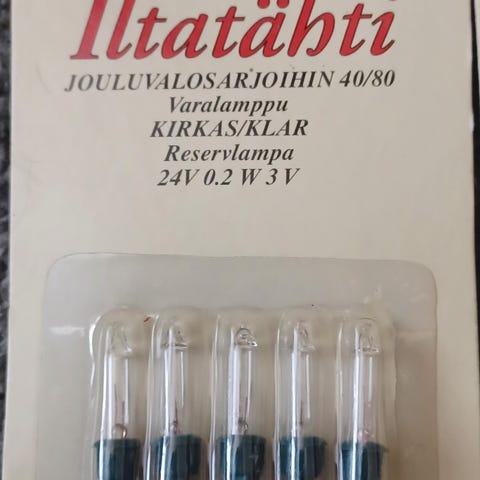 Iltatähti
JOULUVALOSARJOIHIN 40/80
Varalamppu
KIRKAS/KLAR
Reservlampa
24V 0.2 W 3 V